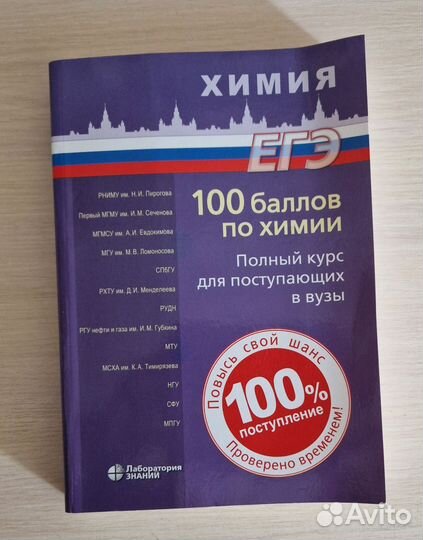 ХИМИЯ
ЕГЭ
100 баллов
по химии
Полный курс
для поступающих
в вузы
РНИМУ им. Н.И. Пирогова
Первый МГМУ им. И.М. Сеченова
МГМСУ им. А.И. Евдокимова
МГУ им. М.В. Ломоносова
СПбГУ
РХТУ им. Д.И. Менделеева
РУДН
РГУ нефти и газа им. И.М. Губкина
МТУ
МСХА им. К.А. Тимирязева
НГУ
СФУ
МПГУ
Повысь свой шанс
100%
поступление
Проверено временем!
Лаборатория
ЗНАНИЙ
Avito